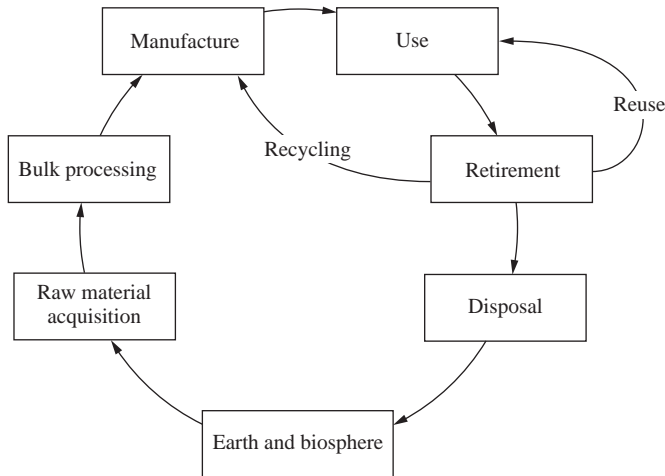 Manufacture
Use
Reuse
Recycling
Bulk processing
Retirement
Raw material
acquisition
Disposal
Earth and biosphere